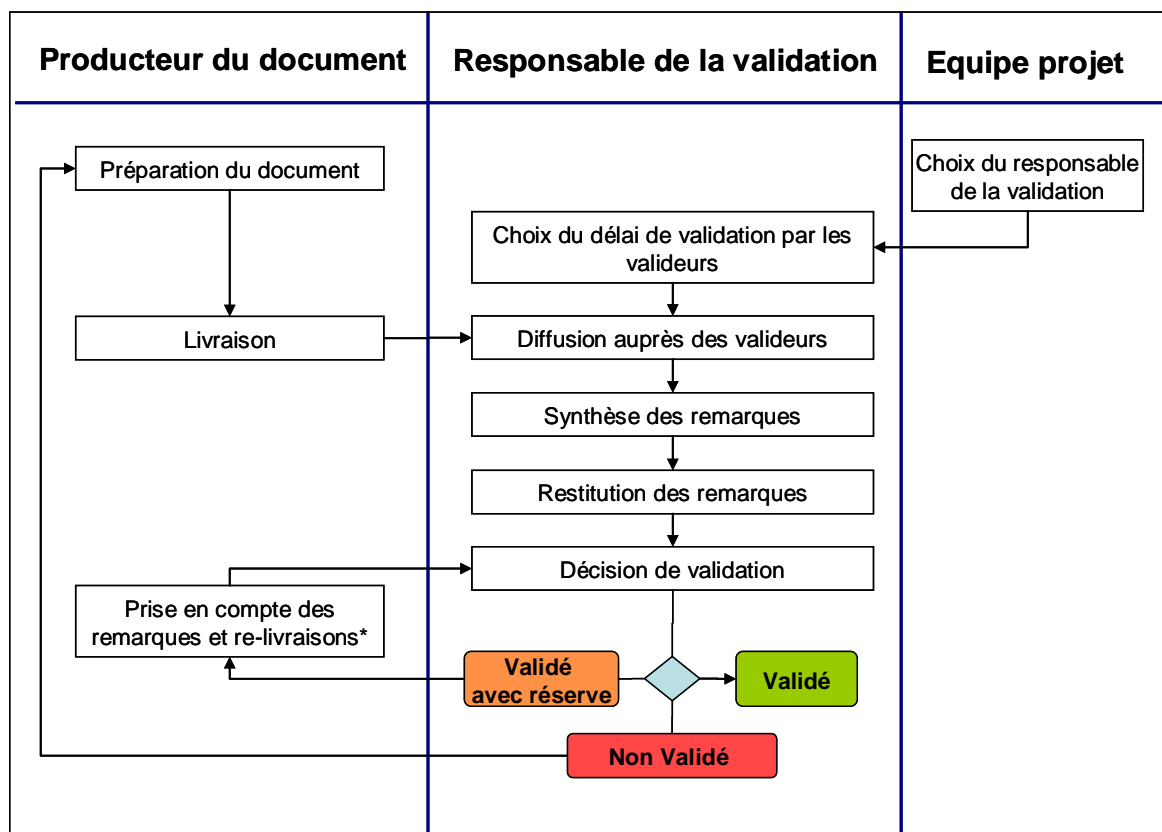 Producteur du document
Responsable de la validation
Equipe projet
Préparation du document
Choix du responsable
de la validation
Choix du délai de validation par les
valideurs
Livraison
Diffusion auprès des valideurs
Synthèse des remarques
Restitution des remarques
Décision de validation
Prise en compte des
remarques et re-livraisons*
Validé
avec réserve
Validé
Non Validé